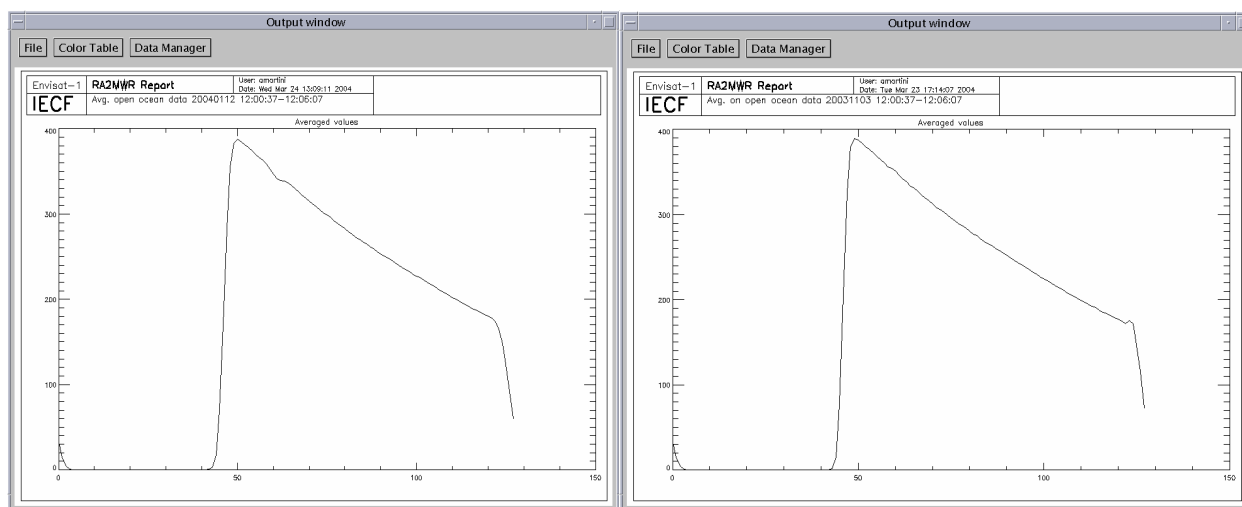 Output window
File Color Table Data Manager
Envisat-1 RA2MWR Report User: amartini
Date: Wed Mar 24 13:09:11 2004
IECF Avg. open ocean data 20040112 12:00:37-12:06:07
Averaged values
400
300
200
100
0
0 50 100 150
Output window
File Color Table Data Manager
Envisat-1 RA2MWR Report User: amartini
Date: Tue Mar 23 17:14:07 2004
IECF Avg. on open ocean data 20031103 12:00:37-12:06:07
Averaged values
400
300
200
100
0
0 50 100 150